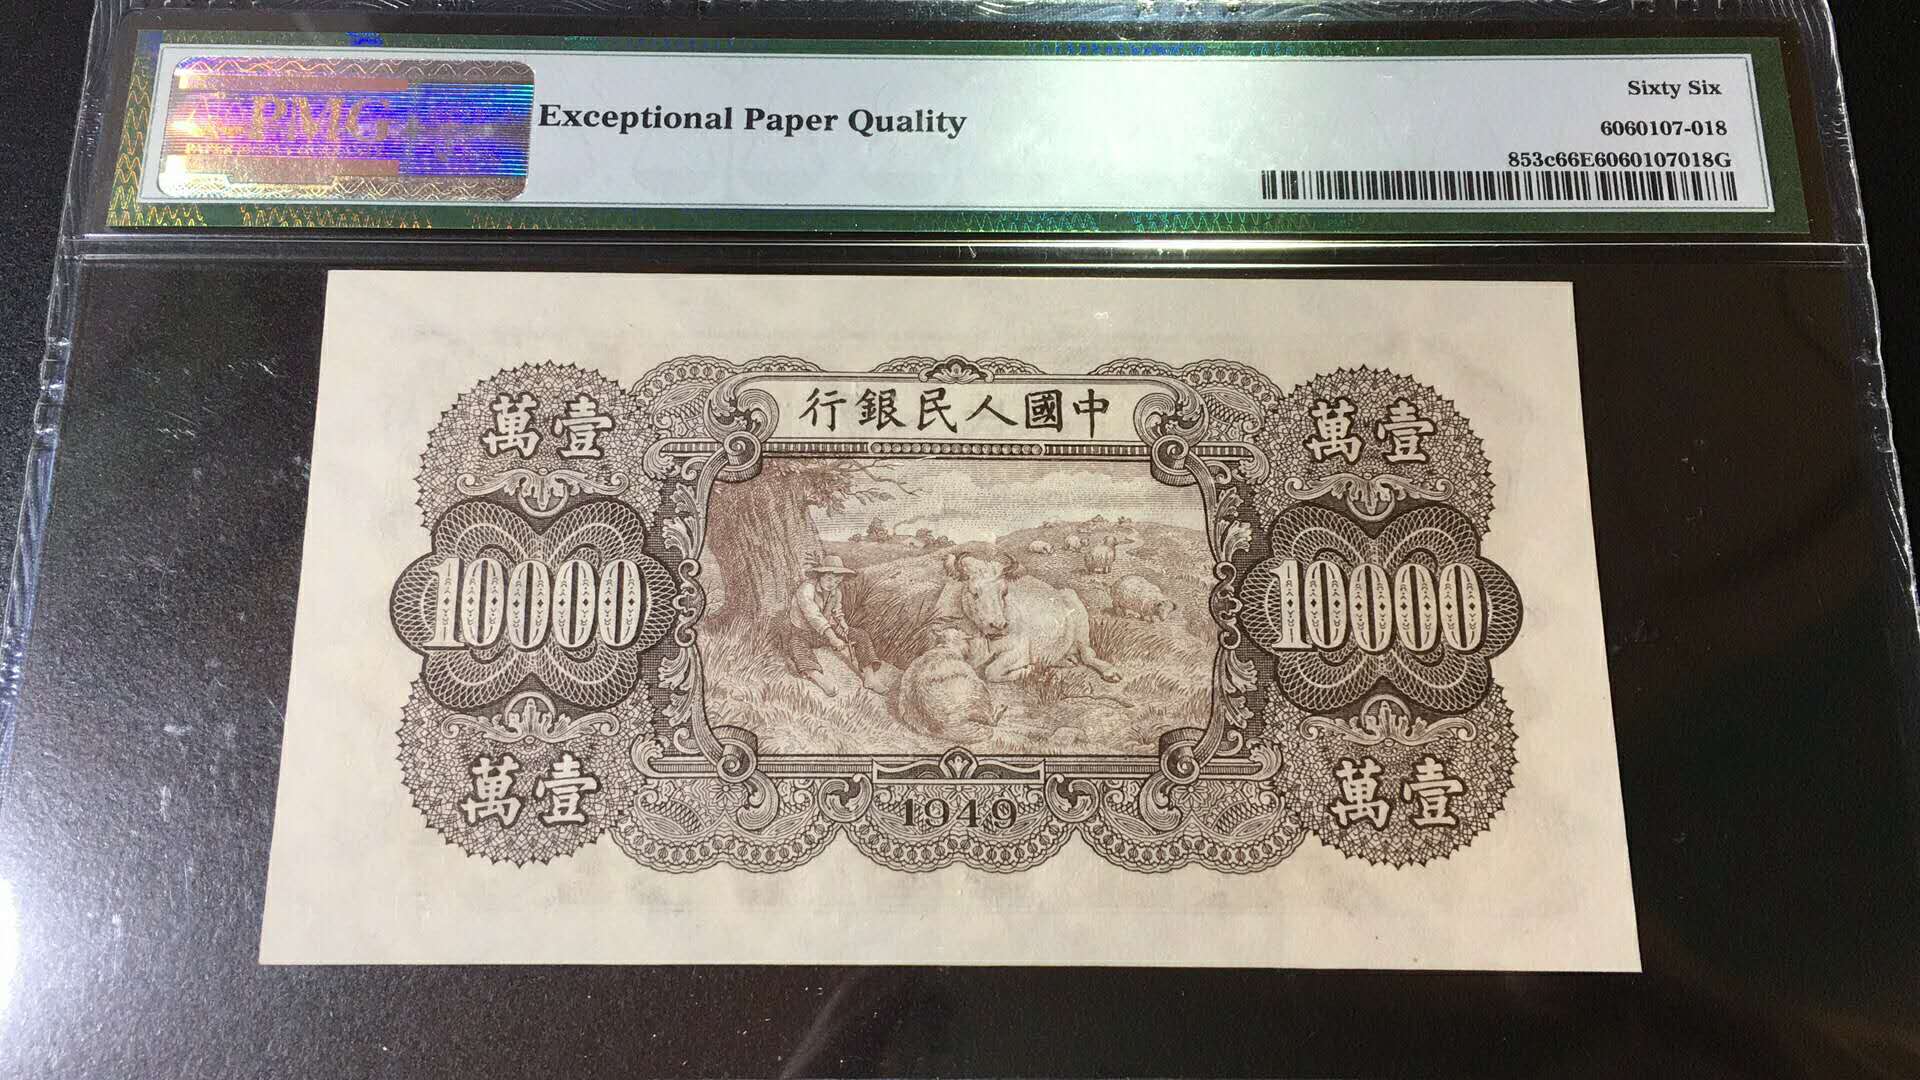 PMG
Exceptional Paper Quality
Sixty Six
6060107-018
853c66E6060107018G
行銀民人國中
萬壹
萬壹
10000
10000
萬壹
萬壹
1949